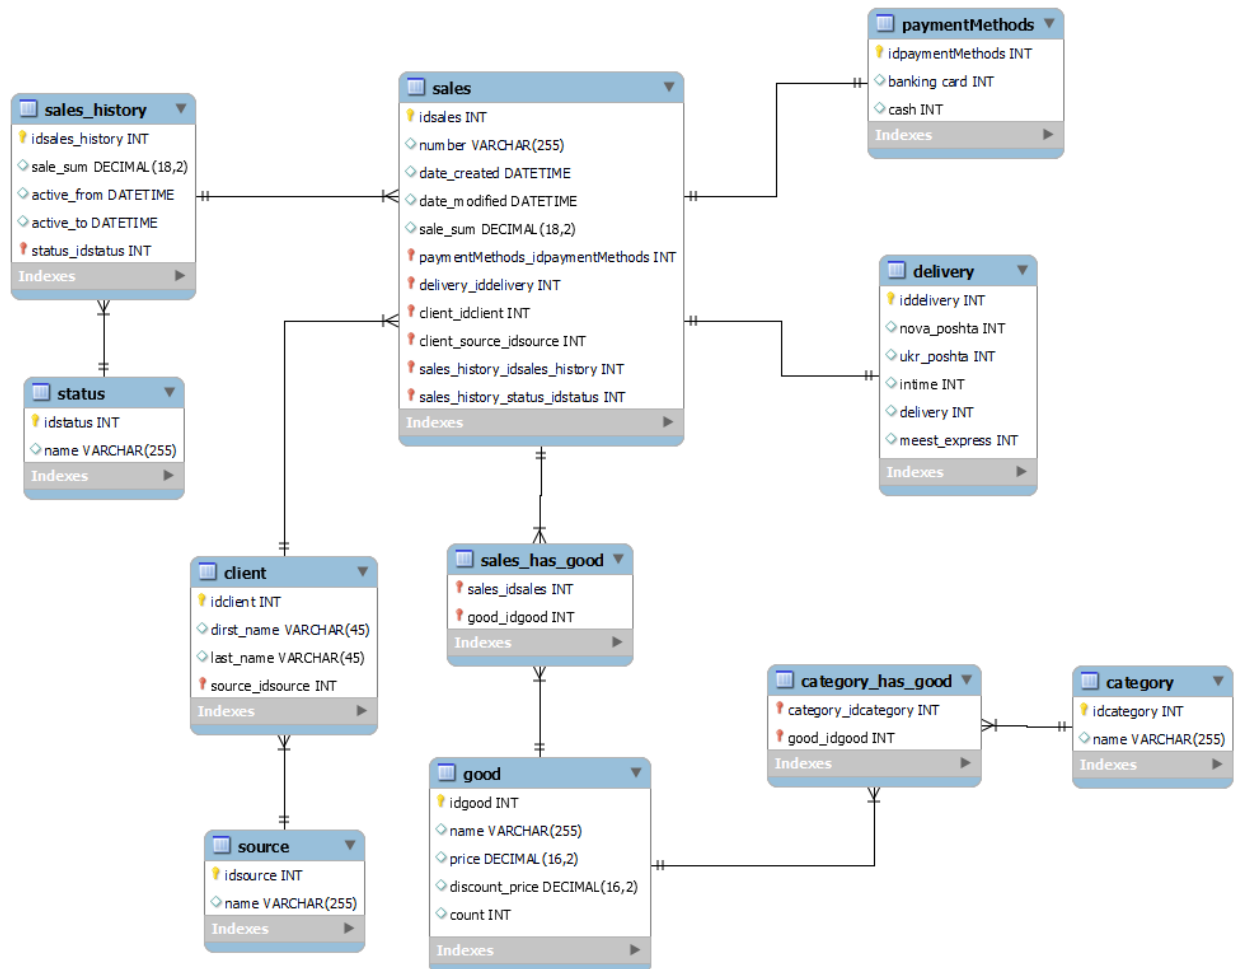 paymentMethods
idpaymentMethods INT
banking card INT
cash INT
Indexes
sales
idsales INT
number VARCHAR(255)
date_created DATETIME
date_modified DATETIME
sale_sum DECIMAL(18,2)
paymentMethods_idpaymentMethods INT
delivery_iddelivery INT
client_idclient INT
client_source_idsource INT
sales_history_idsales_history INT
sales_history_status_idstatus INT
Indexes
sales_history
idsales_history INT
sale_sum DECIMAL(18,2)
active_from DATETIME
active_to DATETIME
status_idstatus INT
Indexes
delivery
iddelivery INT
nova_poshta INT
ukr_poshta INT
intime INT
delivery INT
meest_express INT
Indexes
status
idstatus INT
name VARCHAR(255)
Indexes
client
idclient INT
dirst_name VARCHAR(45)
last_name VARCHAR(45)
source_idsource INT
Indexes
sales_has_good
sales_idsales INT
good_idgood INT
Indexes
category_has_good
category_idcategory INT
good_idgood INT
Indexes
category
idcategory INT
name VARCHAR(255)
Indexes
good
idgood INT
name VARCHAR(255)
price DECIMAL(16,2)
discount_price DECIMAL(16,2)
count INT
Indexes
source
idsource INT
name VARCHAR(255)
Indexes